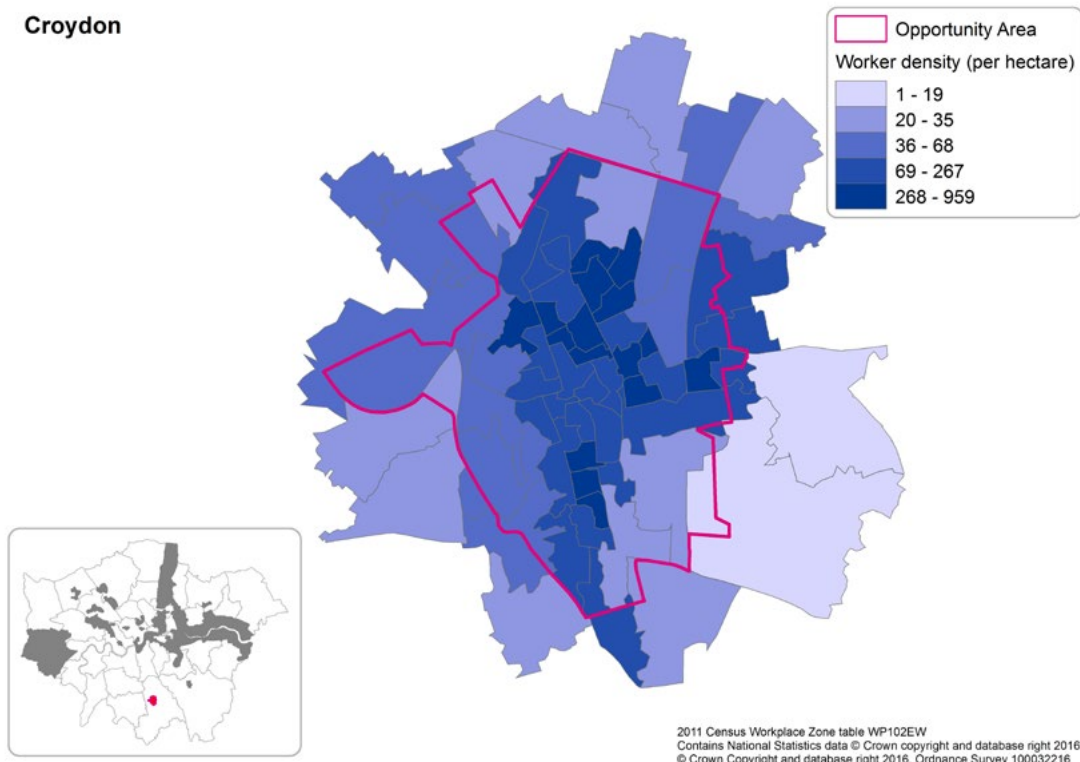 Croydon
Opportunity Area
Worker density (per hectare)
1 - 19
20 - 35
36 - 68
69 - 267
268 - 959
2011 Census Workplace Zone table WP102EW
Contains National Statistics data © Crown copyright and database right 2016
© Crown Copyright and database right 2016. Ordnance Survey 100032216